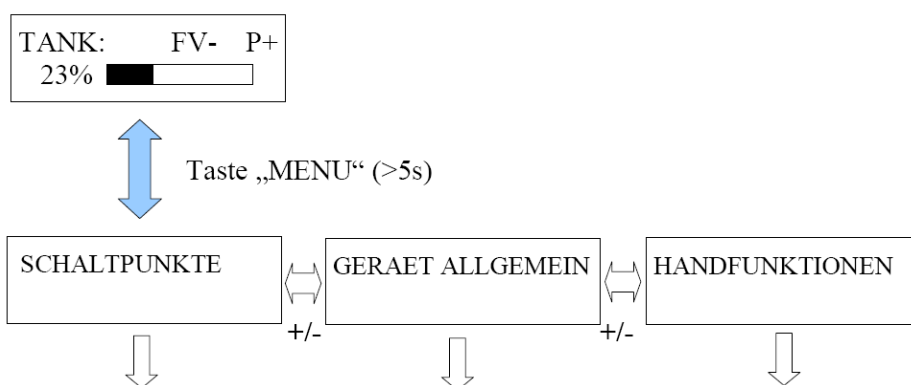 TANK: FV- P+
23%
Taste „MENU“ (>5s)
SCHALTPUNKTE
GERAET ALLGEMEIN
HANDFUNKTIONEN
+/-
+/-